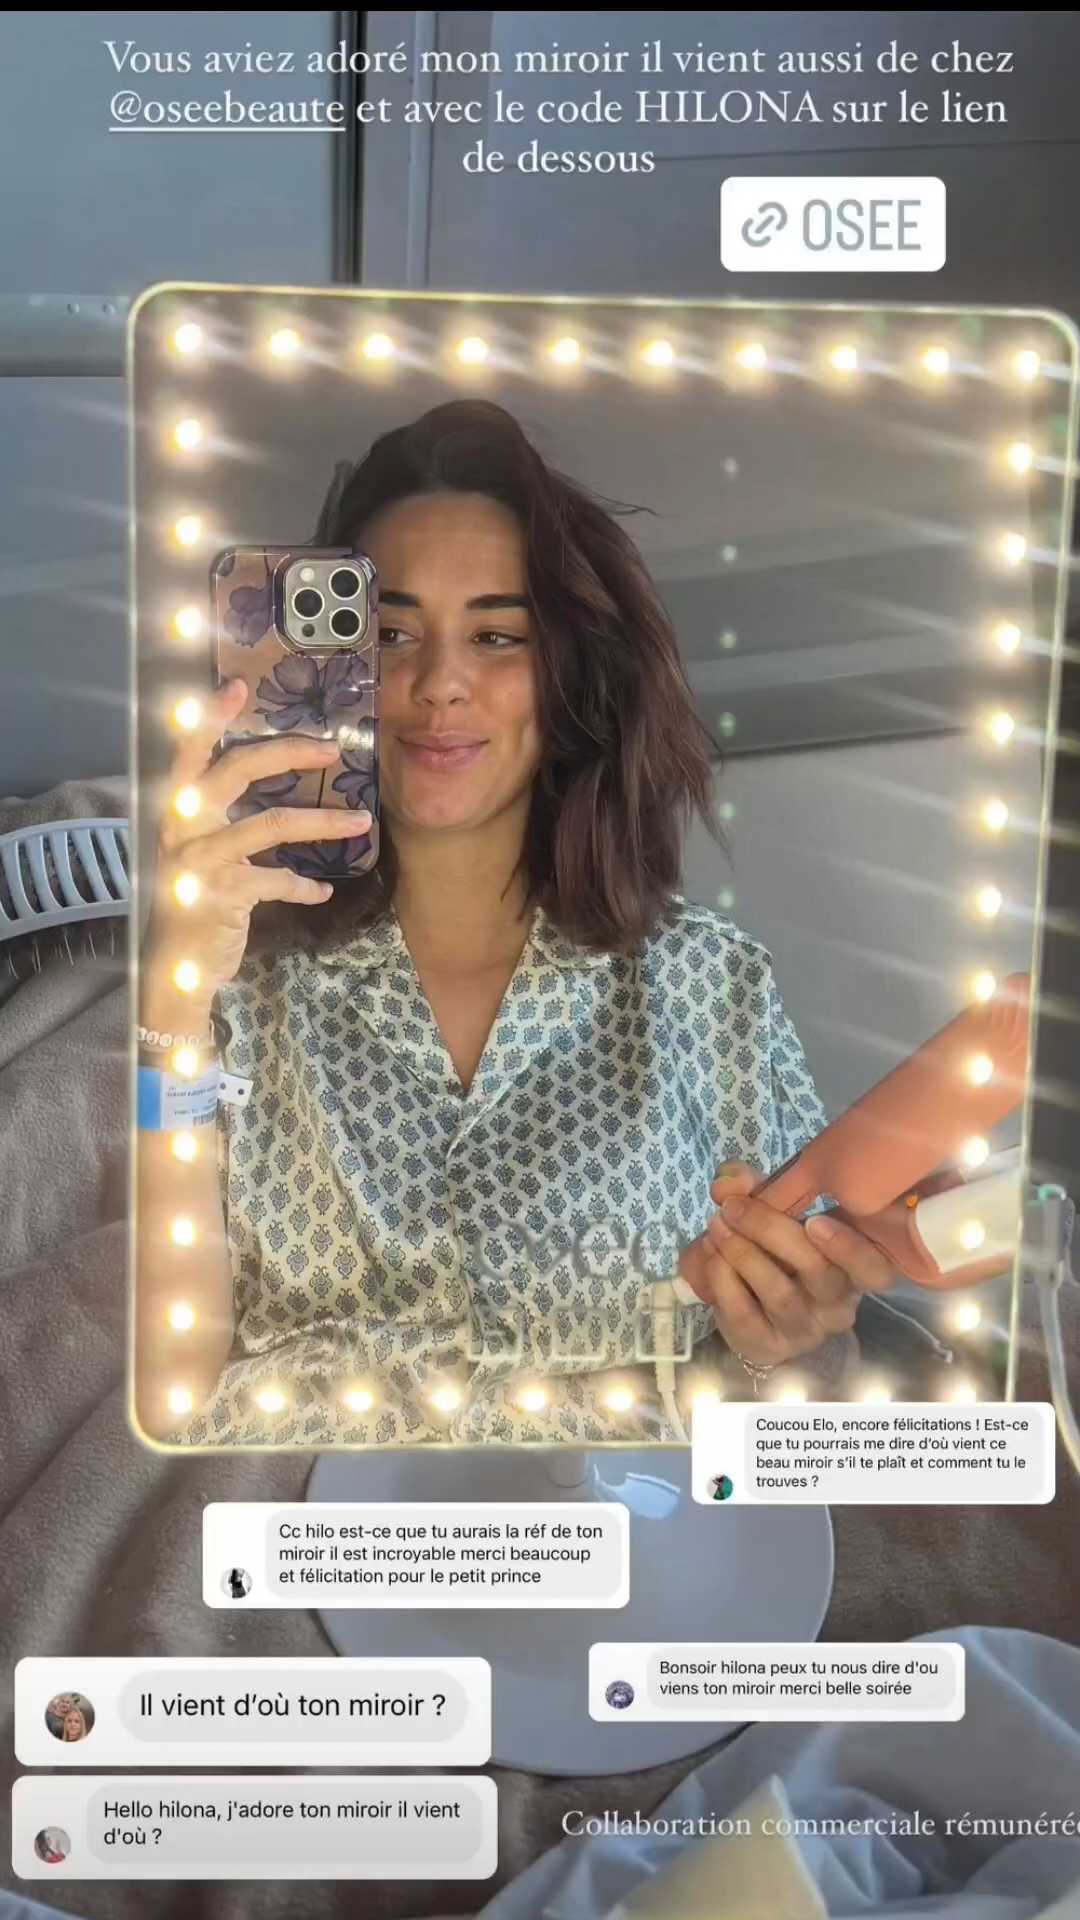 Vous aviez adoré mon miroir il vient aussi de chez
@oseebeaute et avec le code HILONA sur le lien
de dessous
OSEE
Coucou Elo, encore félicitations ! Est-ce
que tu pourrais me dire d'où vient ce
beau miroir s'il te plaît et comment tu le
trouves ?
Cc hilo est-ce que tu aurais la réf de ton
miroir il est incroyable merci beaucoup
et félicitation pour le petit prince
Bonsoir hilona peux tu nous dire d'ou
viens ton miroir merci belle soirée
Il vient d'où ton miroir ?
Hello hilona, j'adore ton miroir il vient
d'où ?
Collaboration commerciale rémunérée